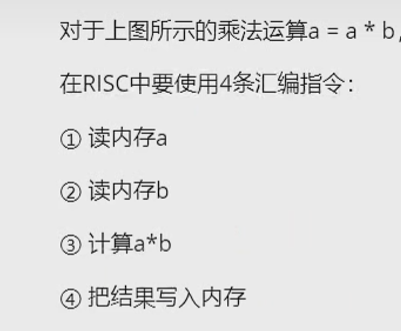 对于上图所示的乘法运算a = a * b,
在RISC中要使用4条汇编指令：
① 读内存a
② 读内存b
③ 计算a*b
④ 把结果写入内存